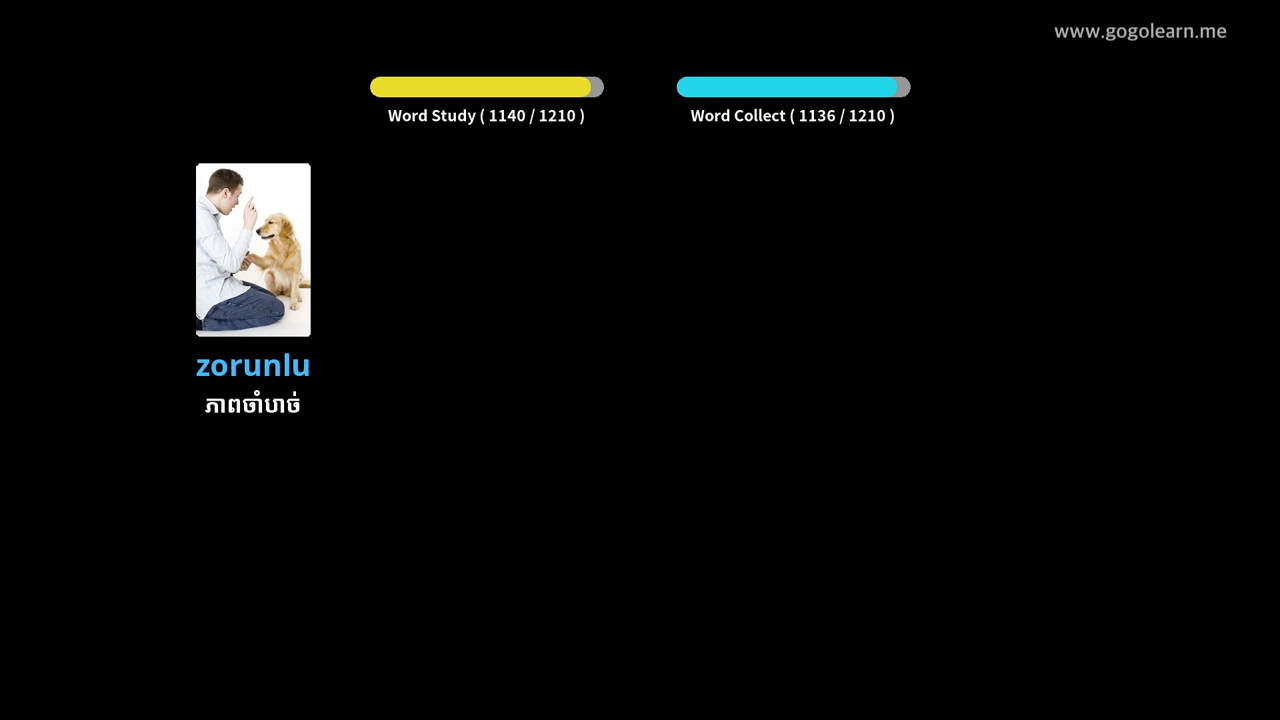 www.gogolearn.me
Word Study ( 1140 / 1210 )
Word Collect ( 1136 / 1210 )
zorunlu
ភាពចាំបាច់